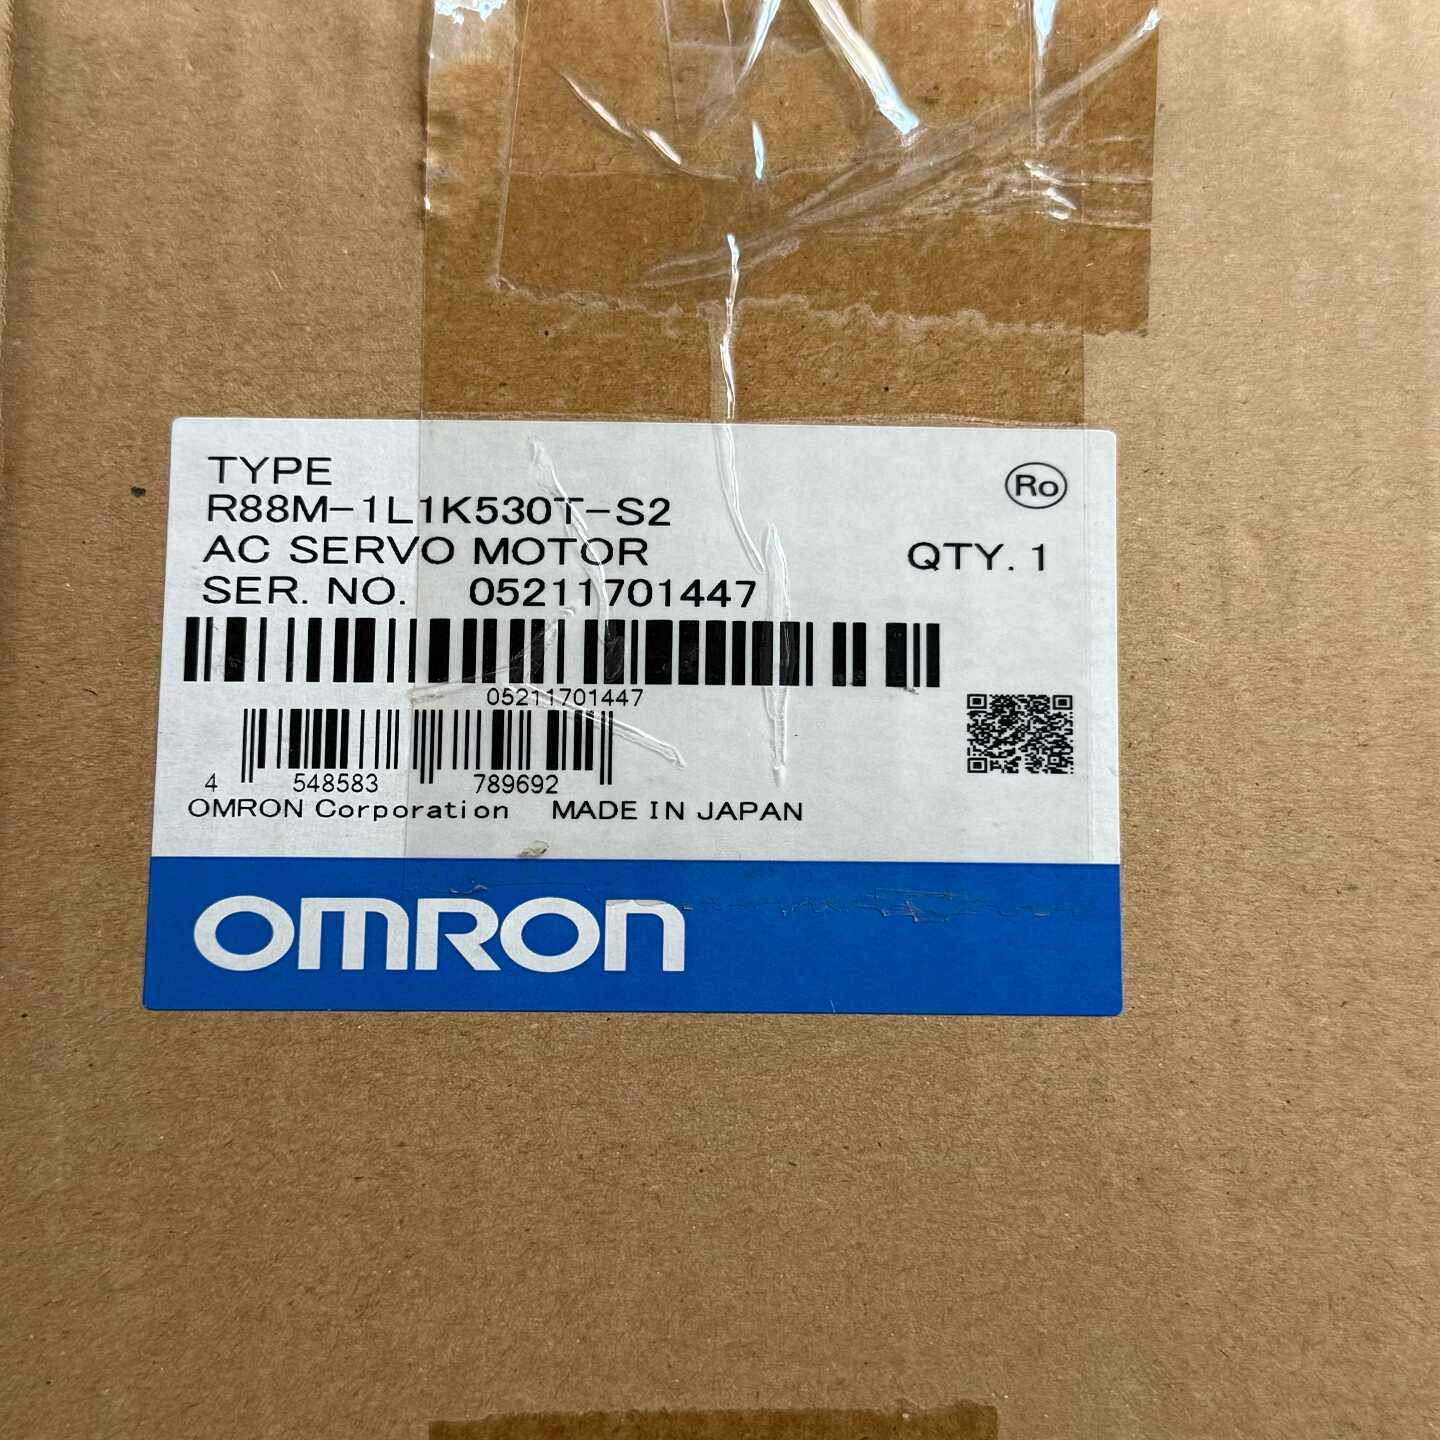 TYPE
Ro
R88M-1L1K530T-S2
AC SERVO MOTOR
QTY. 1
SER. NO. 05211701447
05211701447
4 548583 789692
OMRON Corporation MADE IN JAPAN
OMRON